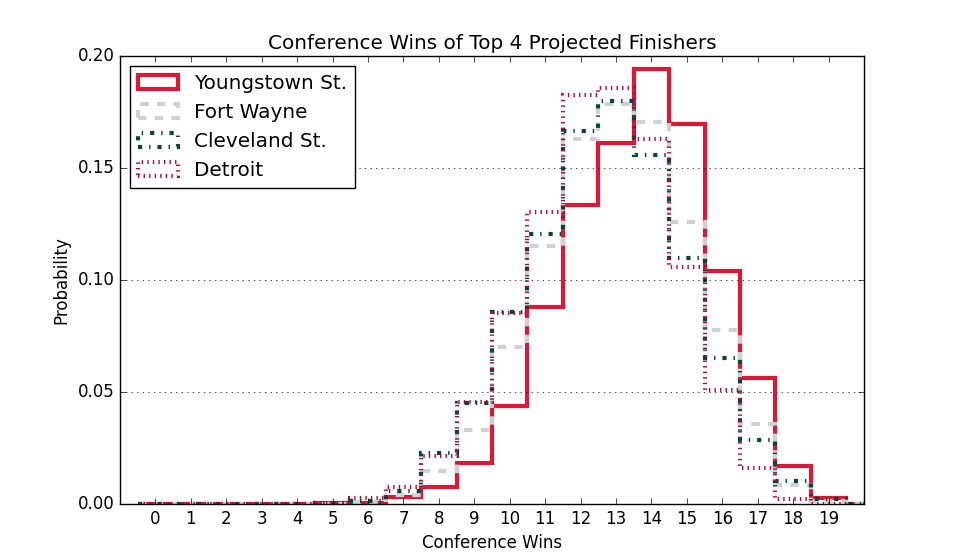 Conference Wins of Top 4 Projected Finishers
0.20
0.15
0.10
0.05
0.00
Probability
Youngstown St.
Fort Wayne
Cleveland St.
Detroit
0 1 2 3 4 5 6 7 8 9 10 11 12 13 14 15 16 17 18 19
Conference Wins